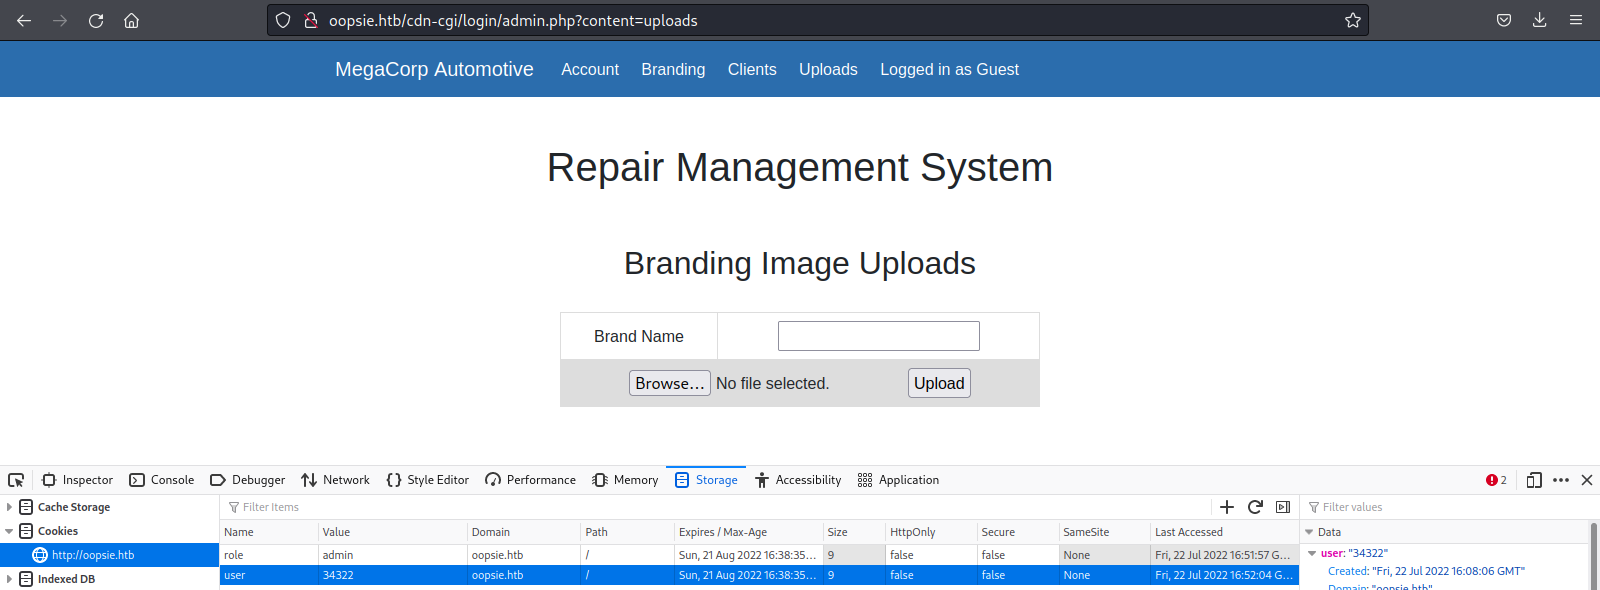 oopsie.htb/cdn-cgi/login/admin.php?content=uploads
MegaCorp Automotive Account Branding Clients Uploads Logged in as Guest
Repair Management System
Branding Image Uploads
Brand Name
Browse... No file selected. Upload
Inspector Console Debugger Network Style Editor Performance Memory Storage Accessibility Application 2
Cache Storage Filter Items Filter values
Cookies Name Value Domain Path Expires / Max-Age Size HttpOnly Secure SameSite Last Accessed Data
http://oopsie.htb role admin oopsie.htb / Sun, 21 Aug 2022 16:38:35... 9 false false None Fri, 22 Jul 2022 16:51:57 G... user: "34322"
Indexed DB user 34322 oopsie.htb / Sun, 21 Aug 2022 16:38:35... 9 false false None Fri, 22 Jul 2022 16:52:04 G... Created: "Fri, 22 Jul 2022 16:08:06 GMT"
Domain: "oopsie.htb"